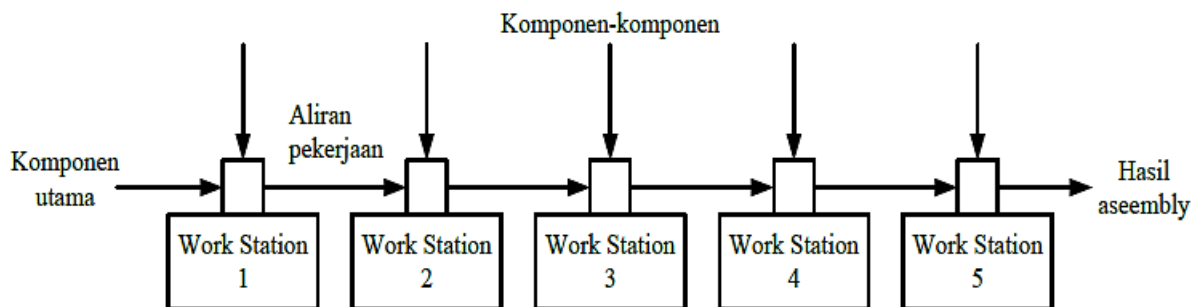 Komponen-komponen
Aliran
pekerjaan
Komponen
utama
Hasil
aseembly
Work Station
1
Work Station
2
Work Station
3
Work Station
4
Work Station
5